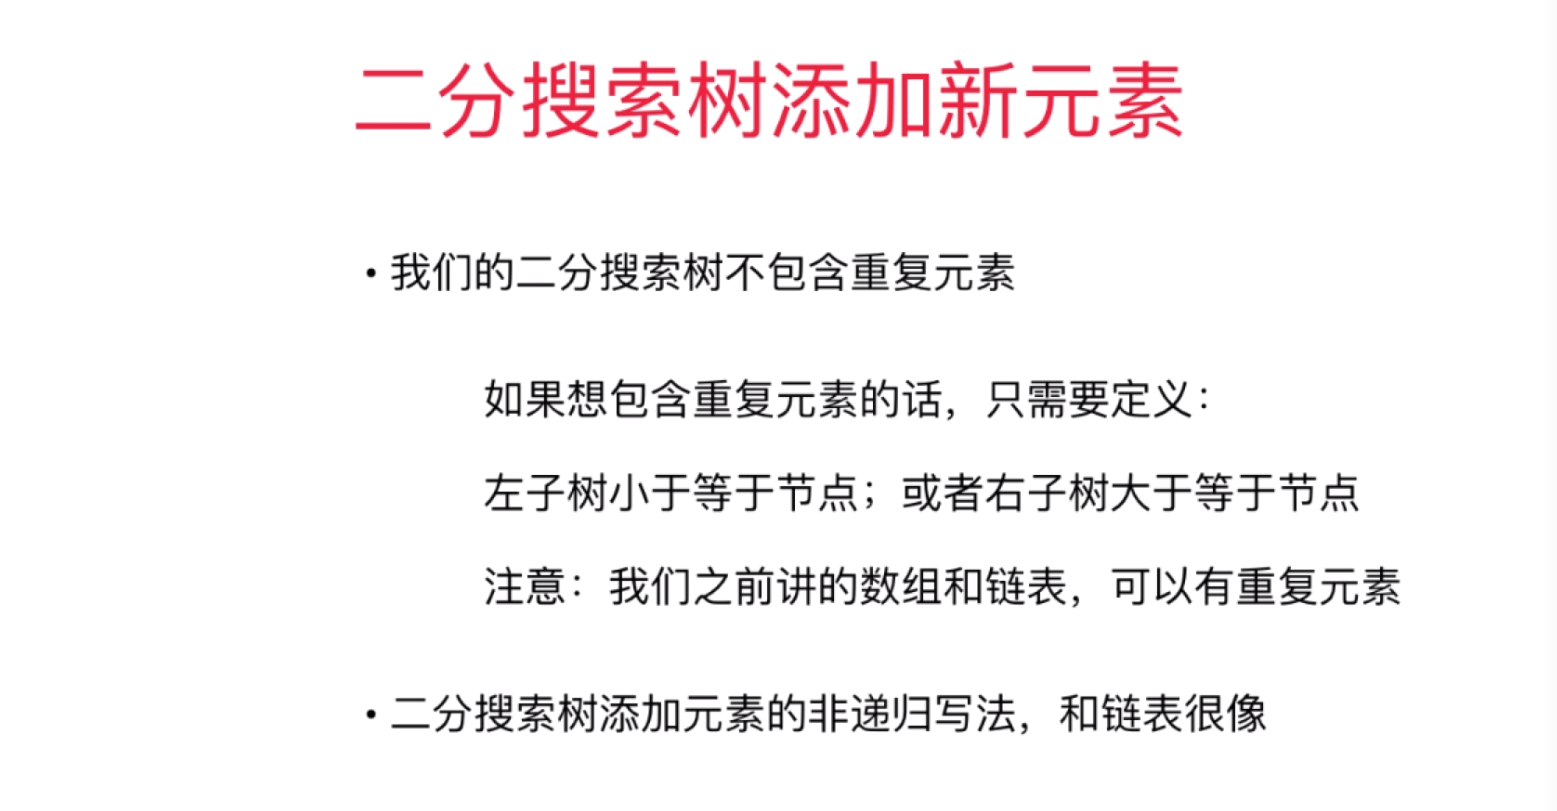 二分搜索树添加新元素
• 我们的二分搜索树不包含重复元素
如果想包含重复元素的话，只需要定义：
左子树小于等于节点；或者右子树大于等于节点
注意：我们之前讲的数组和链表，可以有重复元素
• 二分搜索树添加元素的非递归写法，和链表很像